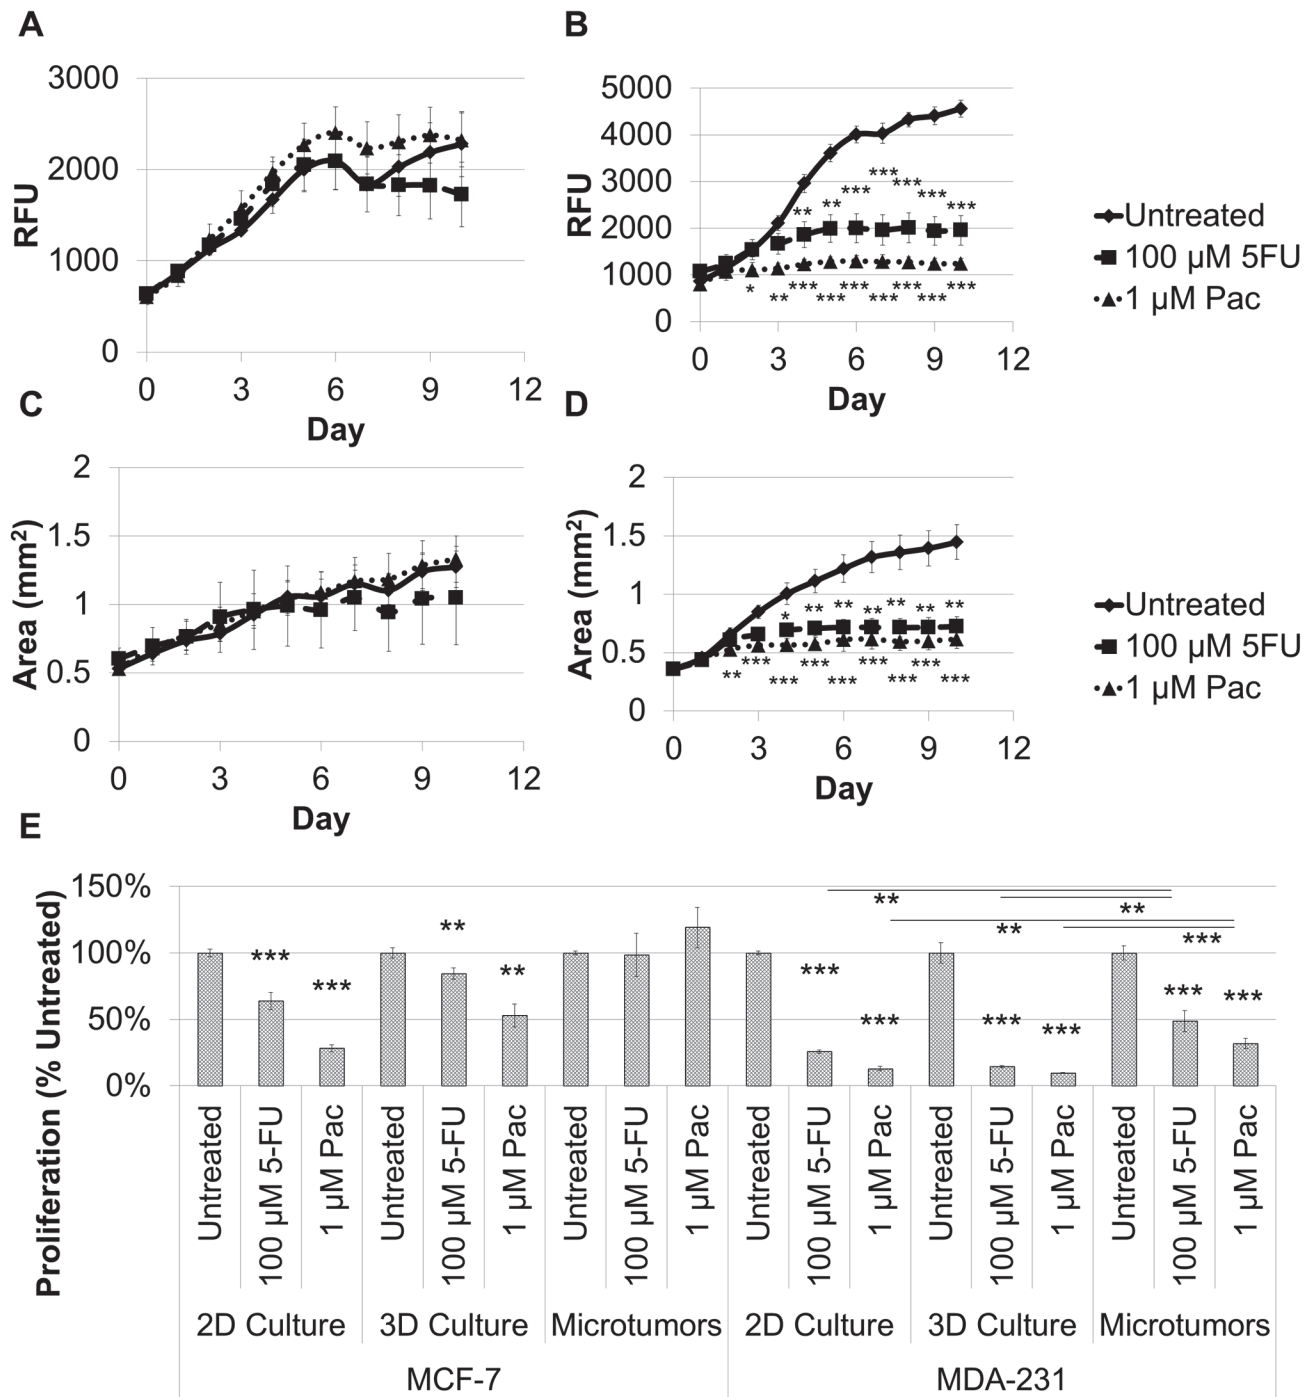 A
3000
2000
1000
0
RFU
0 3 6 9 12
Day
B
5000
4000
3000
2000
1000
0
RFU
** ** *** *** *** *** ***
* ** *** *** *** *** *** *** ***
0 3 6 9 12
Day
Untreated
100 µM 5FU
1 µM Pac
C
2
1.5
1
0.5
0
Area (mm²)
0 3 6 9 12
Day
D
2
1.5
1
0.5
0
Area (mm²)
* ** ** ** ** ** **
** *** *** *** *** *** *** *** ***
0 3 6 9 12
Day
Untreated
100 µM 5FU
1 µM Pac
E
150%
100%
50%
0%
Proliferation (% Untreated)
** **
** ** ***
*** *** ** *** *** *** *** *** ***
Untreated
100 µM 5-FU
1 µM Pac
Untreated
100 µM 5-FU
1 µM Pac
Untreated
100 µM 5-FU
1 µM Pac
Untreated
100 µM 5-FU
1 µM Pac
Untreated
100 µM 5-FU
1 µM Pac
Untreated
100 µM 5-FU
1 µM Pac
2D Culture 3D Culture Microtumors 2D Culture 3D Culture Microtumors
MCF-7 MDA-231